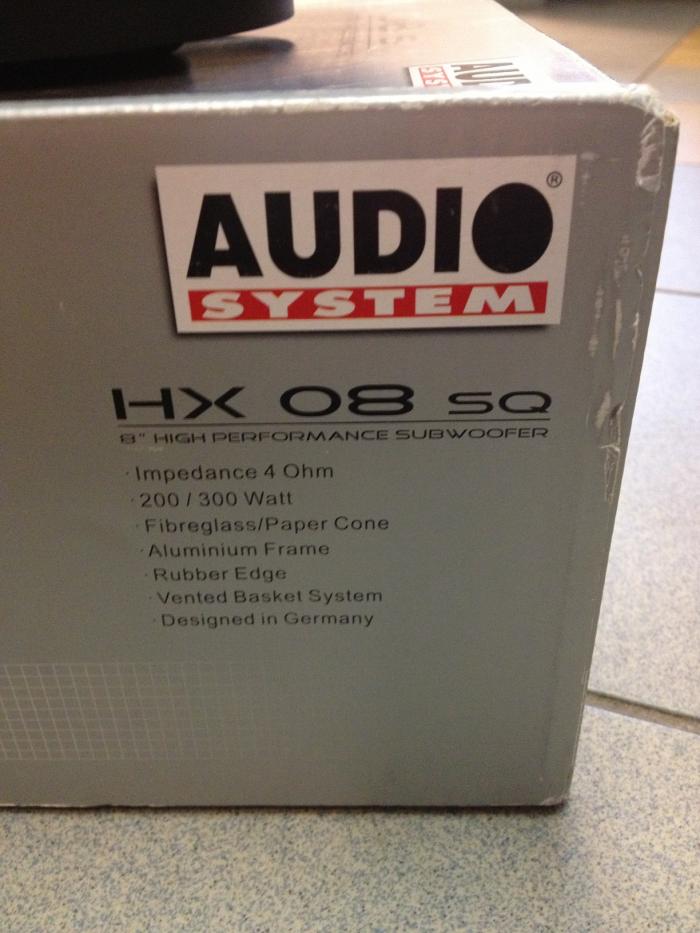 AUDIO®
SYSTEM
HX 08 SQ
8" HIGH PERFORMANCE SUBWOOFER
·Impedance 4 Ohm
·200 / 300 Watt
·Fibreglass/Paper Cone
·Aluminium Frame
·Rubber Edge
·Vented Basket System
·Designed in Germany